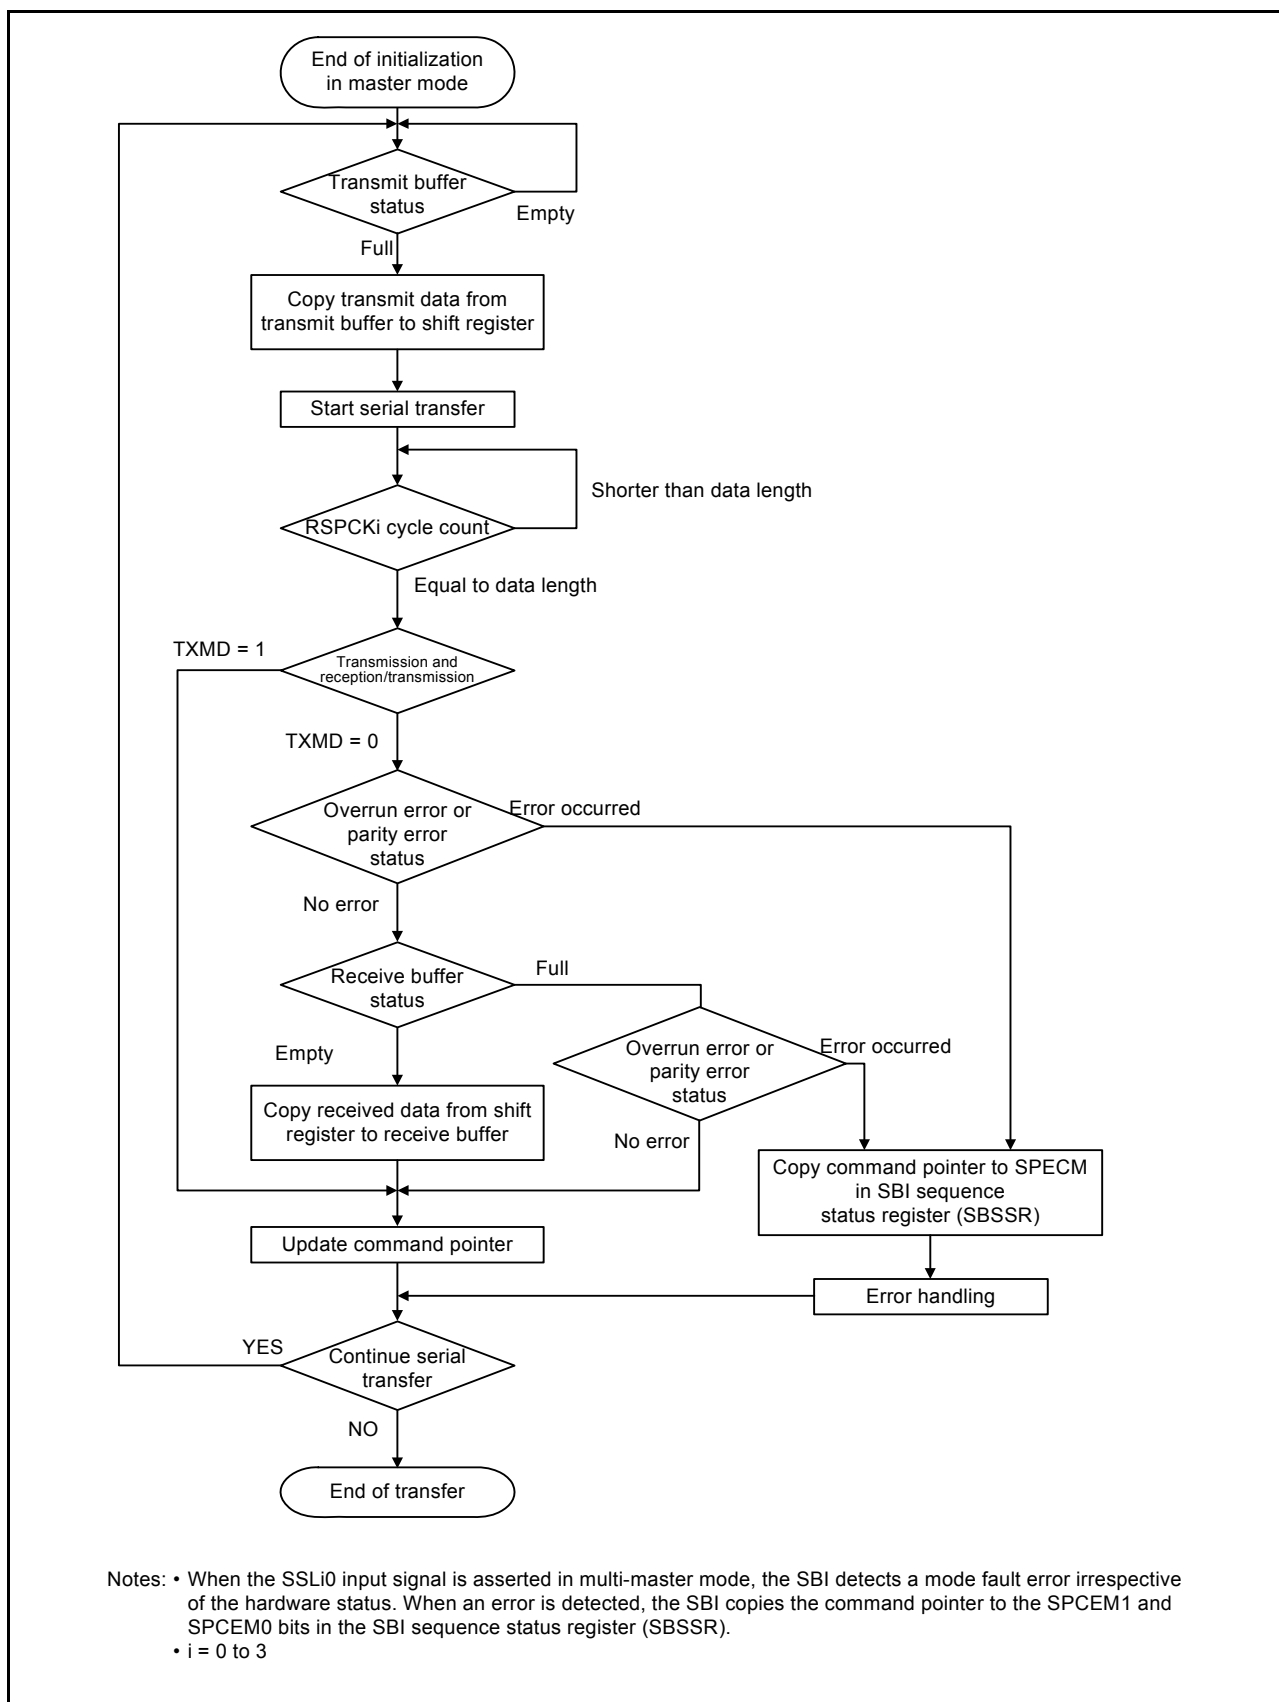 End of initialization
in master mode
Transmit buffer
status
Empty
Full
Copy transmit data from
transmit buffer to shift register
Start serial transfer
Shorter than data length
RSPCKi cycle count
Equal to data length
TXMD = 1
Transmission and
reception/transmission
TXMD = 0
Overrun error or
parity error
status
Error occurred
No error
Receive buffer
status
Full
Empty
Overrun error or
parity error
status
Error occurred
No error
Copy received data from shift
register to receive buffer
Copy command pointer to SPECM
in SBI sequence
status register (SBSSR)
Update command pointer
Error handling
YES
Continue serial
transfer
NO
End of transfer
Notes: • When the SSLi0 input signal is asserted in multi-master mode, the SBI detects a mode fault error irrespective
of the hardware status. When an error is detected, the SBI copies the command pointer to the SPCEM1 and
SPCEM0 bits in the SBI sequence status register (SBSSR).
• i = 0 to 3